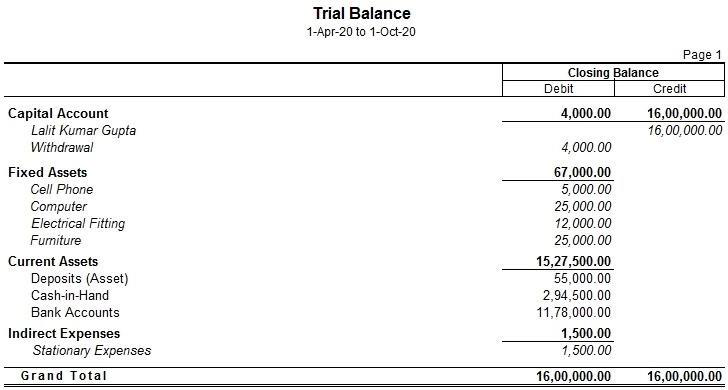 Trial Balance
1-Apr-20 to 1-Oct-20
Page 1
Closing Balance
Debit Credit
Capital Account 4,000.00 16,00,000.00
Lalit Kumar Gupta 16,00,000.00
Withdrawal 4,000.00
Fixed Assets 67,000.00
Cell Phone 5,000.00
Computer 25,000.00
Electrical Fitting 12,000.00
Furniture 25,000.00
Current Assets 15,27,500.00
Deposits (Asset) 55,000.00
Cash-in-Hand 2,94,500.00
Bank Accounts 11,78,000.00
Indirect Expenses 1,500.00
Stationary Expenses 1,500.00
Grand Total 16,00,000.00 16,00,000.00